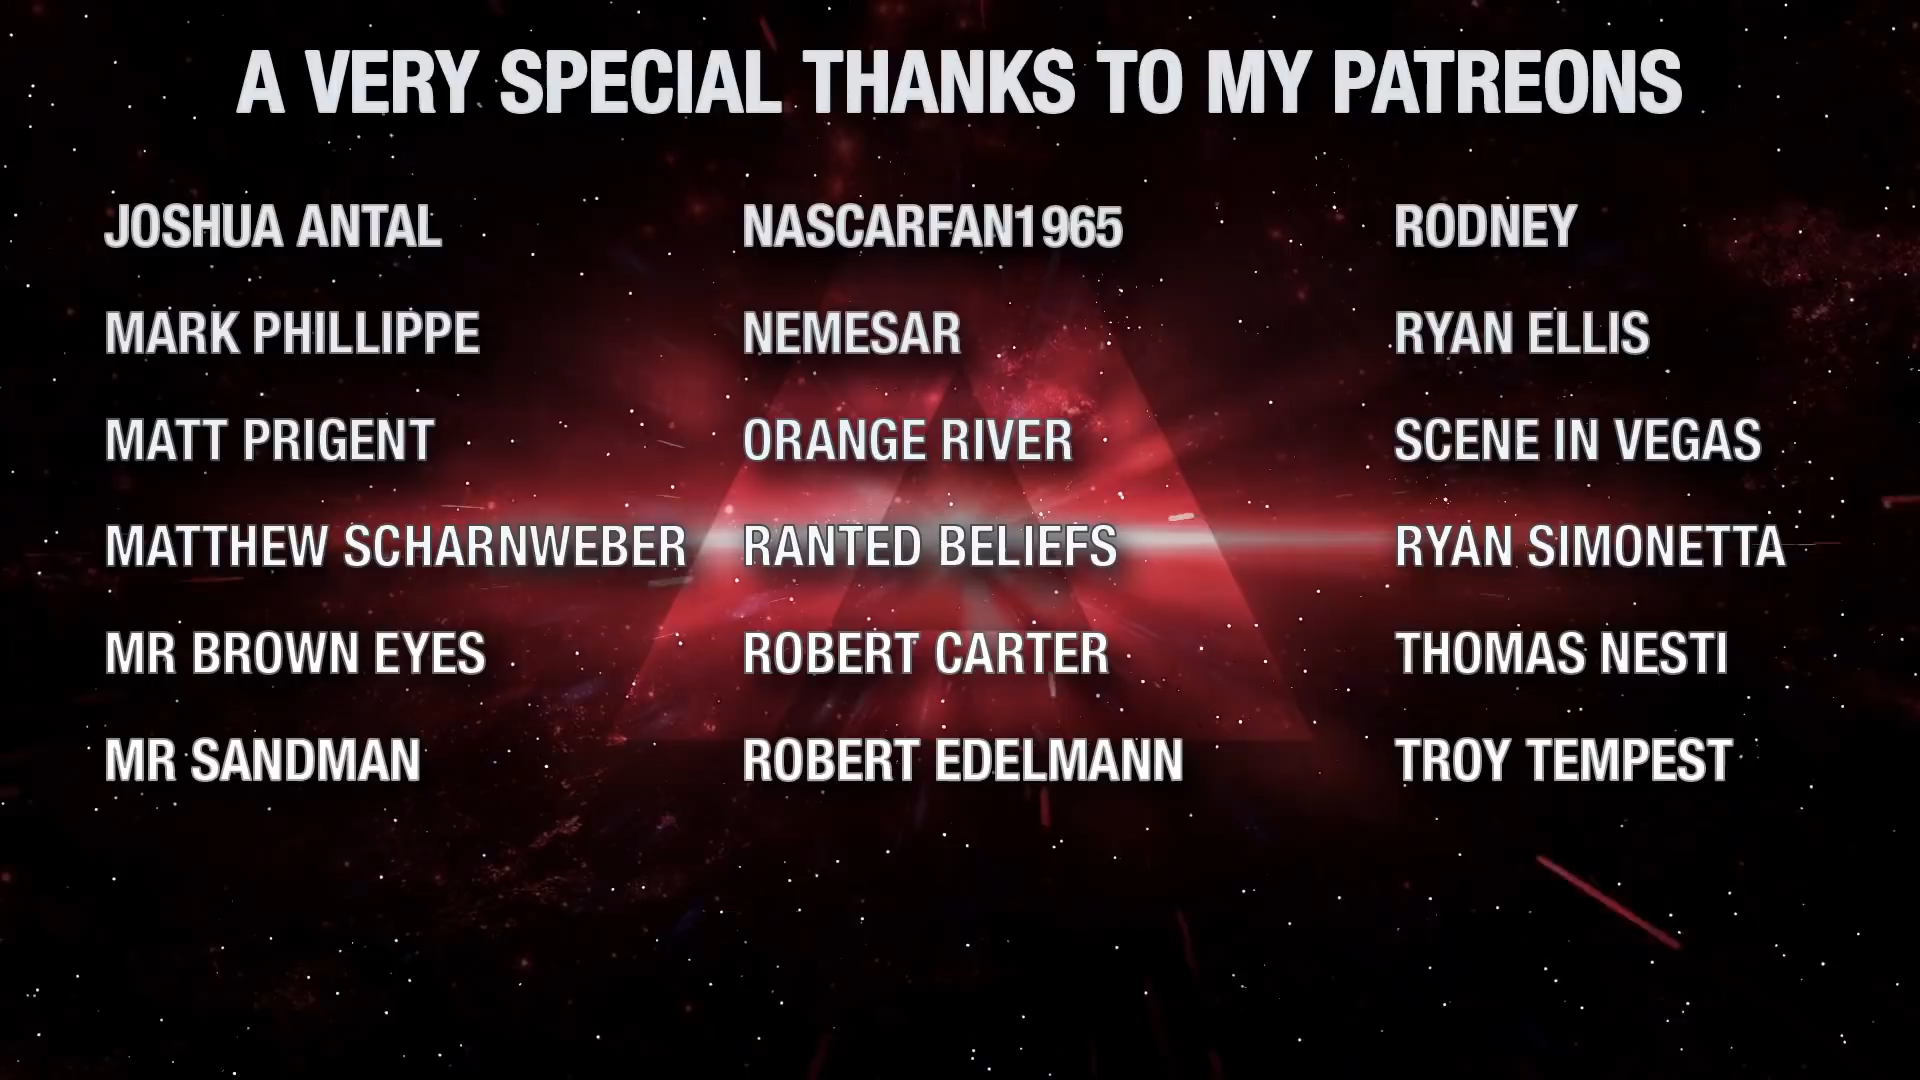 A VERY SPECIAL THANKS TO MY PATREONS
JOSHUA ANTAL
MARK PHILLIPPE
MATT PRIGENT
MATTHEW SCHARNWEBER
MR BROWN EYES
MR SANDMAN
NASCARFAN1965
NEMESAR
ORANGE RIVER
RANTED BELIEFS
ROBERT CARTER
ROBERT EDELMANN
RODNEY
RYAN ELLIS
SCENE IN VEGAS
RYAN SIMONETTA
THOMAS NESTI
TROY TEMPEST